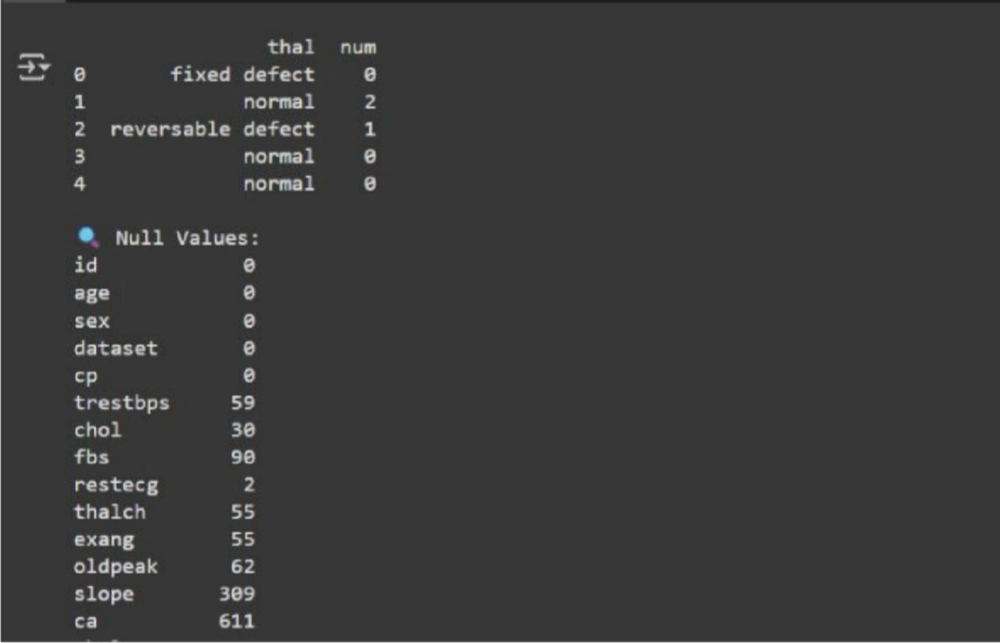 thal num
0 fixed defect 0
1 normal 2
2 reversable defect 1
3 normal 0
4 normal 0
Null Values:
id 0
age 0
sex 0
dataset 0
cp 0
trestbps 59
chol 30
fbs 90
restecg 2
thalch 55
exang 55
oldpeak 62
slope 309
ca 611